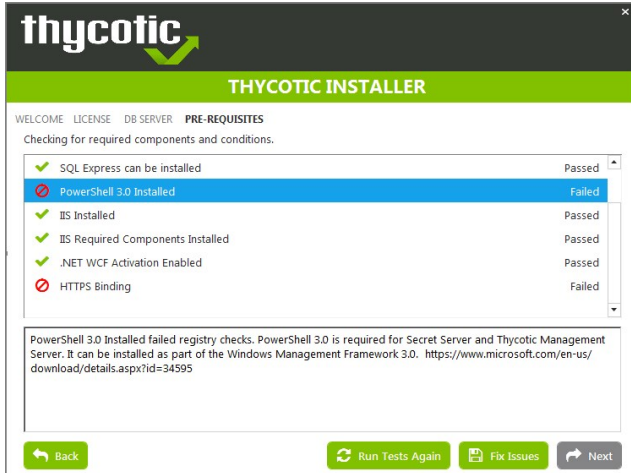 thycotic
THYCOTIC INSTALLER
WELCOME LICENSE DB SERVER PRE-REQUISITES
Checking for required components and conditions.
SQL Express can be installed Passed
PowerShell 3.0 Installed Failed
IIS Installed Passed
IIS Required Components Installed Passed
.NET WCF Activation Enabled Passed
HTTPS Binding Failed
PowerShell 3.0 Installed failed registry checks. PowerShell 3.0 is required for Secret Server and Thycotic Management
Server. It can be installed as part of the Windows Management Framework 3.0. https://www.microsoft.com/en-us/
download/details.aspx?id=34595
Back Run Tests Again Fix Issues Next